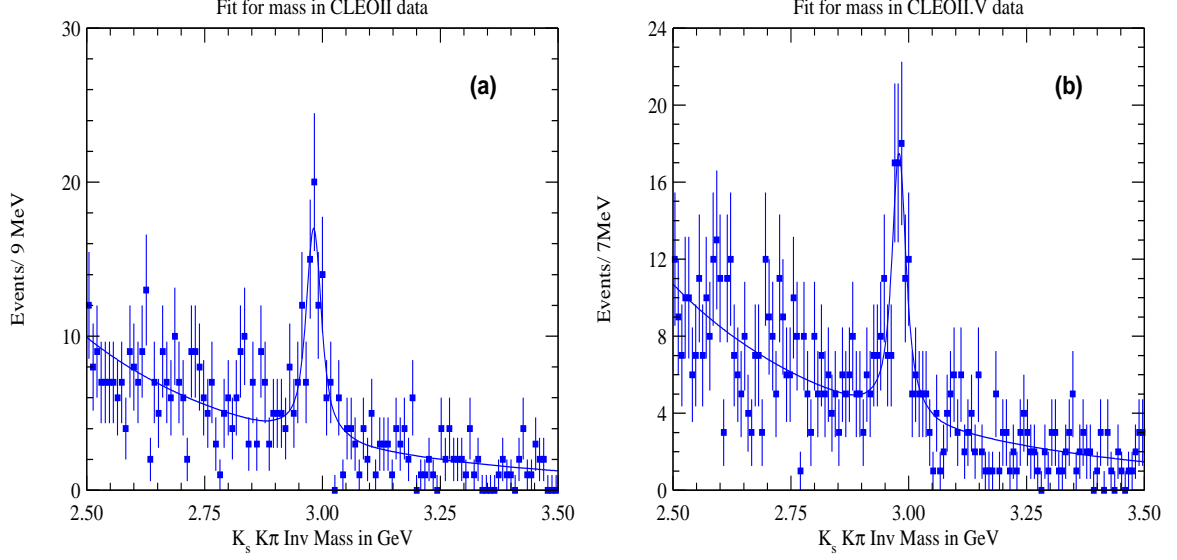 Fit for mass in CLEOII data
(a)
Events/ 9 MeV
30
20
10
0
2.50 2.75 3.00 3.25 3.50
K_s Kπ Inv Mass in GeV
Fit for mass in CLEOII.V data
(b)
Events/ 7MeV
24
20
16
12
8
4
0
2.50 2.75 3.00 3.25 3.50
K_s Kπ Inv Mass in GeV